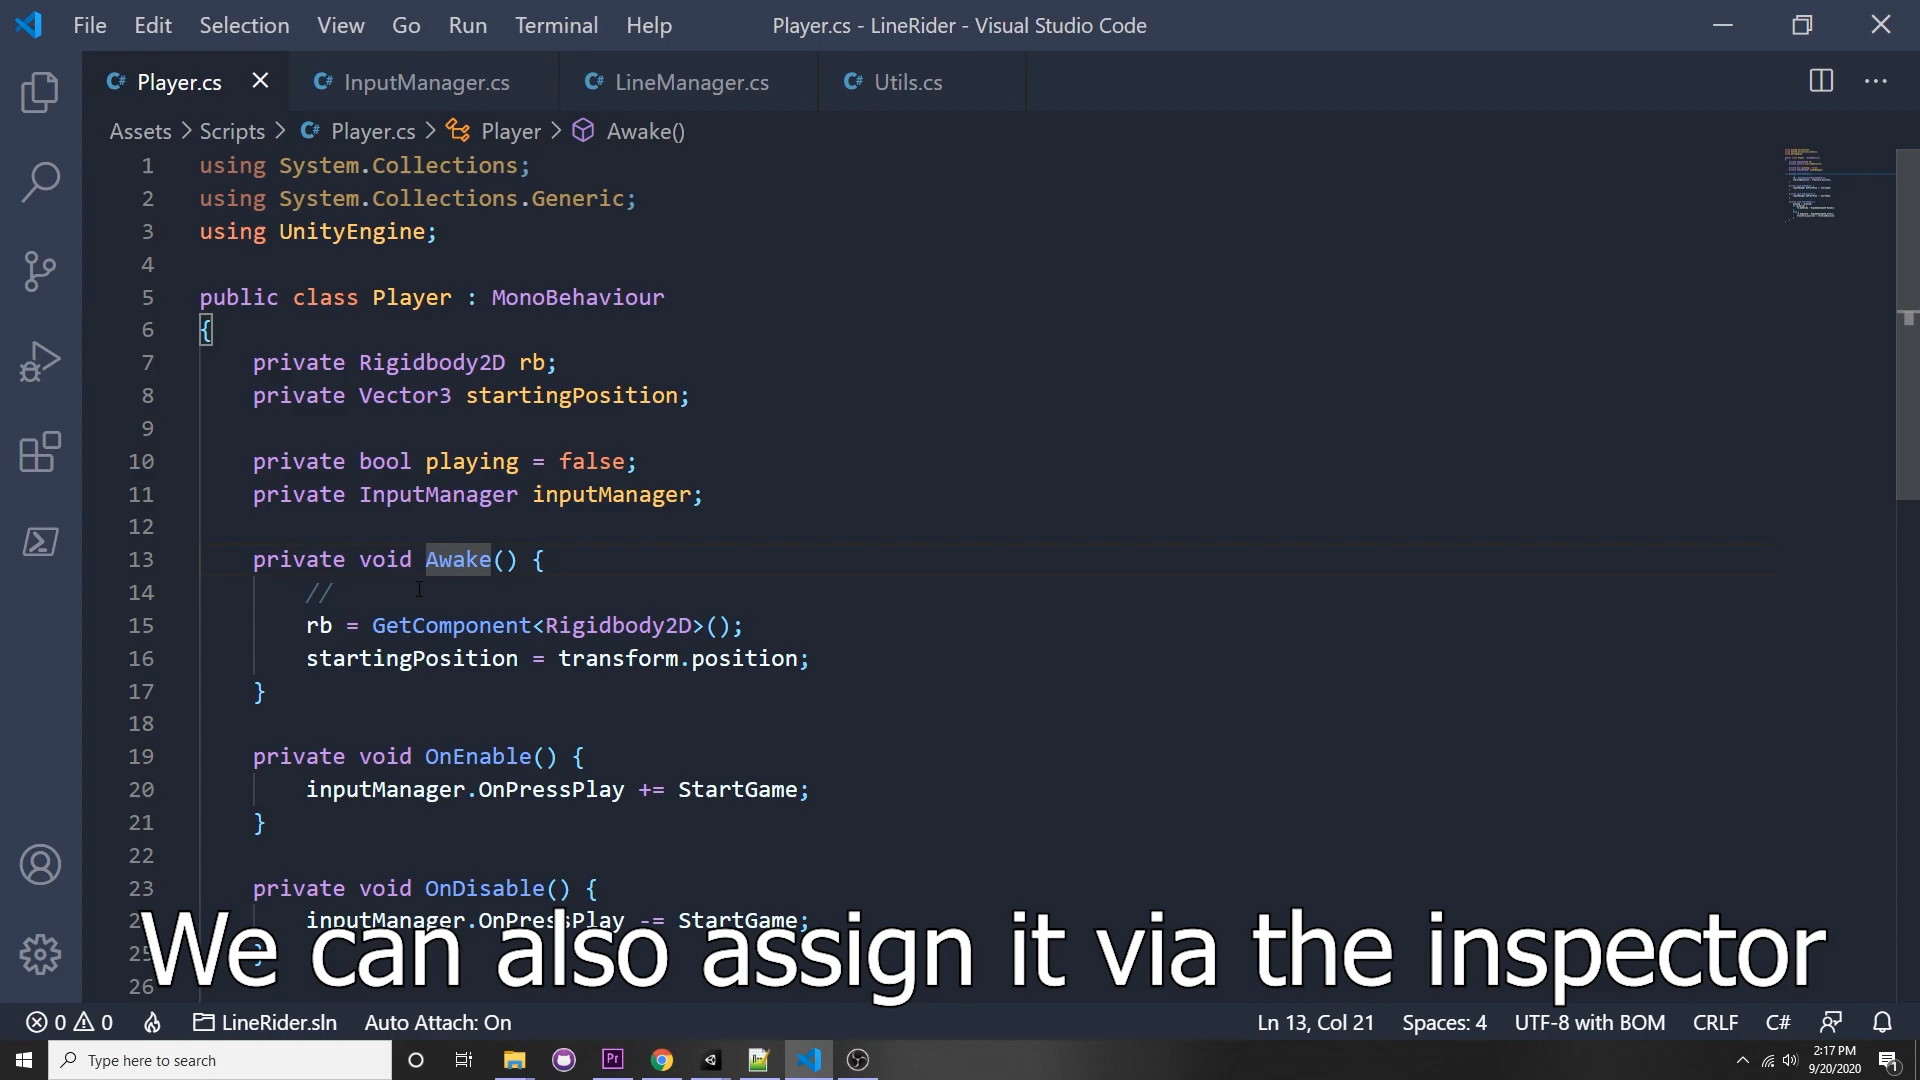 File Edit Selection View Go Run Terminal Help Player.cs - LineRider - Visual Studio Code
Player.cs InputManager.cs LineManager.cs Utils.cs
Assets > Scripts > Player.cs > Player > Awake()
1 using System.Collections;
2 using System.Collections.Generic;
3 using UnityEngine;
4
5 public class Player : MonoBehaviour
6 {
7 private Rigidbody2D rb;
8 private Vector3 startingPosition;
9
10 private bool playing = false;
11 private InputManager inputManager;
12
13 private void Awake() {
14 //
15 rb = GetComponent<Rigidbody2D>();
16 startingPosition = transform.position;
17 }
18
19 private void OnEnable() {
20 inputManager.OnPressPlay += StartGame;
21 }
22
23 private void OnDisable() {
inputManager.OnPressPlay -= StartGame;
25 }
26
We can also assign it via the inspector
0 0 LineRider.sln Auto Attach: On Ln 13, Col 21 Spaces: 4 UTF-8 with BOM CRLF C#
Type here to search Pr 2:17 PM
9/20/2020 1